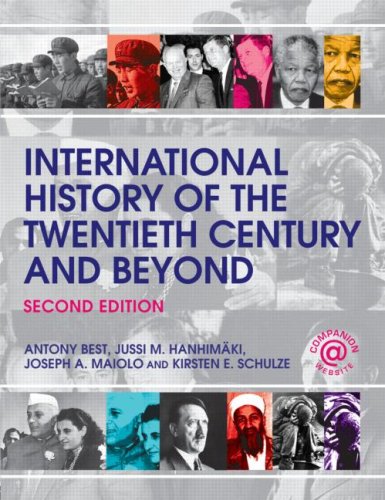 INTERNATIONAL
HISTORY OF THE
TWENTIETH CENTURY
AND BEYOND
SECOND EDITION
ANTONY BEST, JUSSI M. HANHIMÄKI,
JOSEPH A. MAIOLO AND KIRSTEN E. SCHULZE
COMPANION
@
WEBSITE